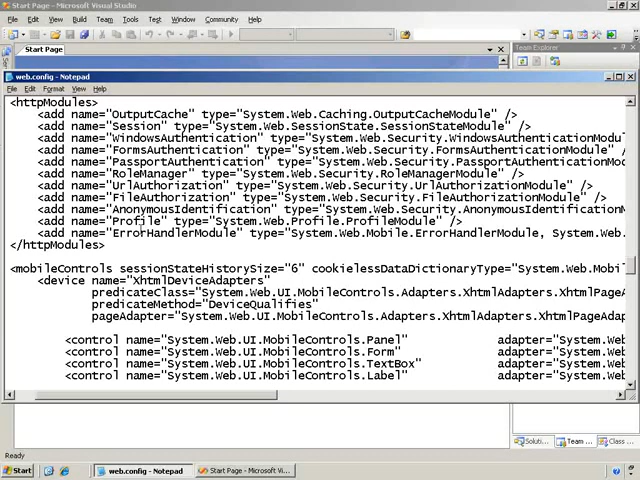 Start Page - Microsoft Visual Studio
File Edit View Build Team Tools Test Window Community Help
Start Page
Team Explorer
web.config - Notepad
File Edit Format View Help
<httpModules>
<add name="OutputCache" type="System.Web.Caching.OutputCacheModule" />
<add name="Session" type="System.Web.SessionState.SessionStateModule" />
<add name="WindowsAuthentication" type="System.Web.Security.WindowsAuthenticationModul
<add name="FormsAuthentication" type="System.Web.Security.FormsAuthenticationModule" /
<add name="PassportAuthentication" type="System.Web.Security.PassportAuthenticationMod
<add name="RoleManager" type="System.Web.Security.RoleManagerModule" />
<add name="UrlAuthorization" type="System.Web.Security.UrlAuthorizationModule" />
<add name="FileAuthorization" type="System.Web.Security.FileAuthorizationModule" />
<add name="AnonymousIdentification" type="System.Web.Security.AnonymousIdentification
<add name="Profile" type="System.Web.Profile.ProfileModule" />
<add name="ErrorHandlerModule" type="System.Web.Mobile.ErrorHandlerModule, System.Web.
</httpModules>
<mobileControls sessionStateHistorySize="6" cookielessDataDictionaryType="System.Web.Mobil
<device name="XhtmlDeviceAdapters"
predicateClass="System.Web.UI.MobileControls.Adapters.XhtmlAdapters.XhtmlPageA
predicateMethod="DeviceQualifies"
pageAdapter="System.Web.UI.MobileControls.Adapters.XhtmlAdapters.XhtmlPageAdap
<control name="System.Web.UI.MobileControls.Panel" adapter="System.Web
<control name="System.Web.UI.MobileControls.Form" adapter="System.Web
<control name="System.Web.UI.MobileControls.TextBox" adapter="System.Web
<control name="System.Web.UI.MobileControls.Label" adapter="System.Web
Soluti... Team ... Class ...
Ready
Start web.config - Notepad Start Page - Microsoft Vi...